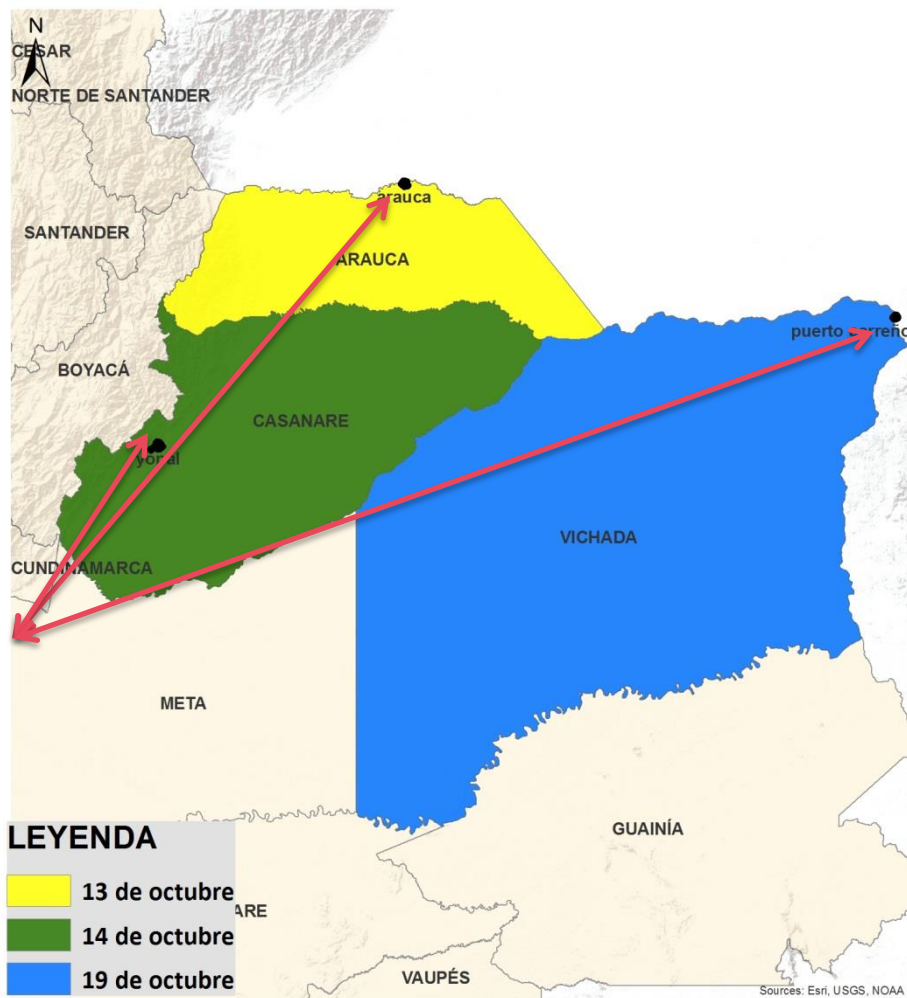 N
CESAR
NORTE DE SANTANDER
arauca
SANTANDER
ARAUCA
puerto carreño
BOYACÁ
CASANARE
yopal
VICHADA
CUNDINAMARCA
META
GUAINÍA
LEYENDA
13 de octubre
ARE
14 de octubre
19 de octubre
VAUPÉS
Sources: Esri, USGS, NOAA